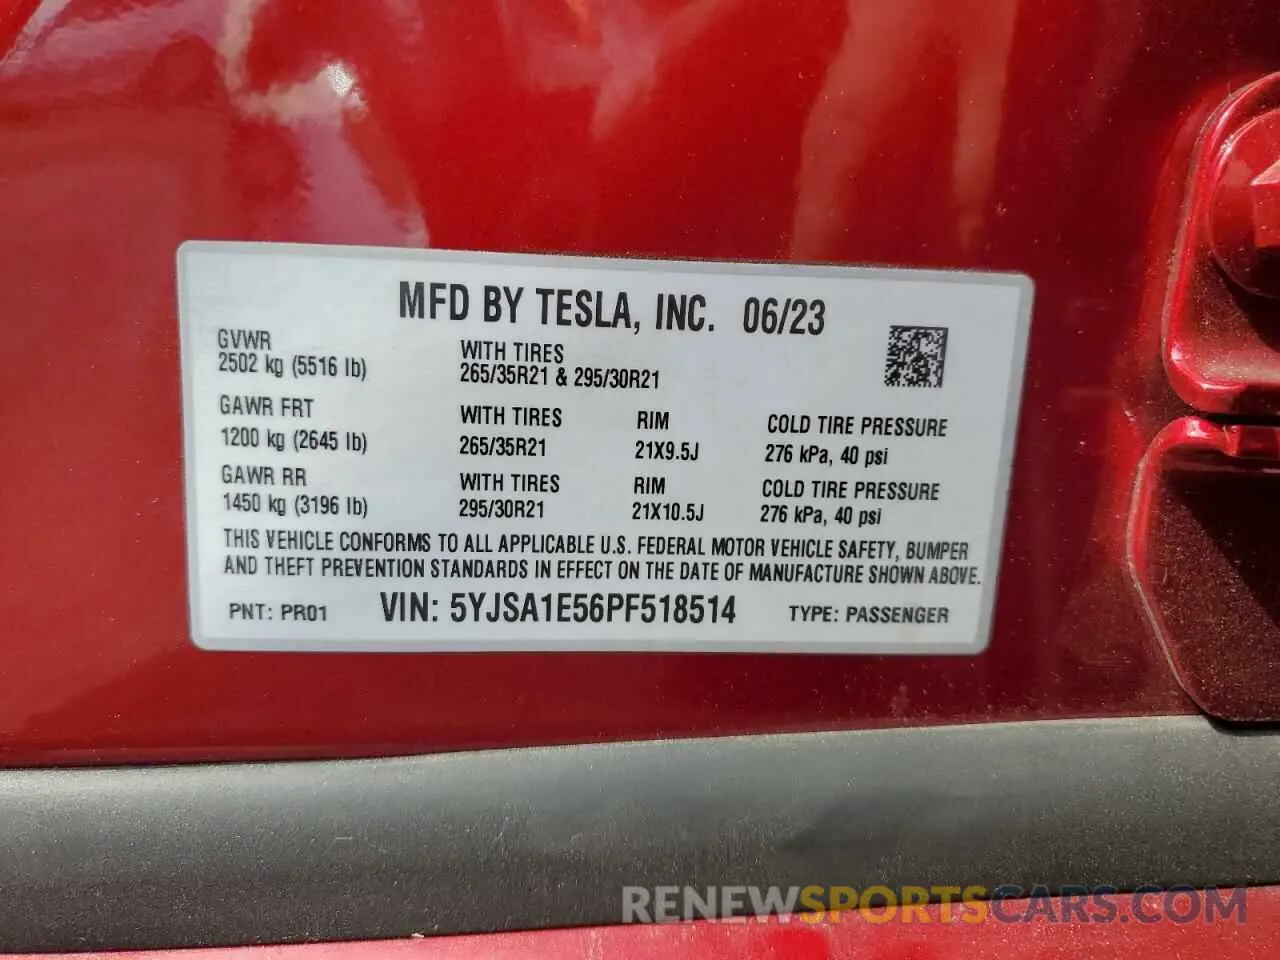 MFD BY TESLA, INC. 06/23
GVWR
2502 kg (5516 lb)
WITH TIRES
265/35R21 & 295/30R21
GAWR FRT
1200 kg (2645 lb)
WITH TIRES
265/35R21
RIM
21X9.5J
COLD TIRE PRESSURE
276 kPa, 40 psi
GAWR RR
1450 kg (3196 lb)
WITH TIRES
295/30R21
RIM
21X10.5J
COLD TIRE PRESSURE
276 kPa, 40 psi
THIS VEHICLE CONFORMS TO ALL APPLICABLE U.S. FEDERAL MOTOR VEHICLE SAFETY, BUMPER
AND THEFT PREVENTION STANDARDS IN EFFECT ON THE DATE OF MANUFACTURE SHOWN ABOVE.
PNT: PR01 VIN: 5YJSA1E56PF518514 TYPE: PASSENGER
RENEWSPORTSCARS.COM